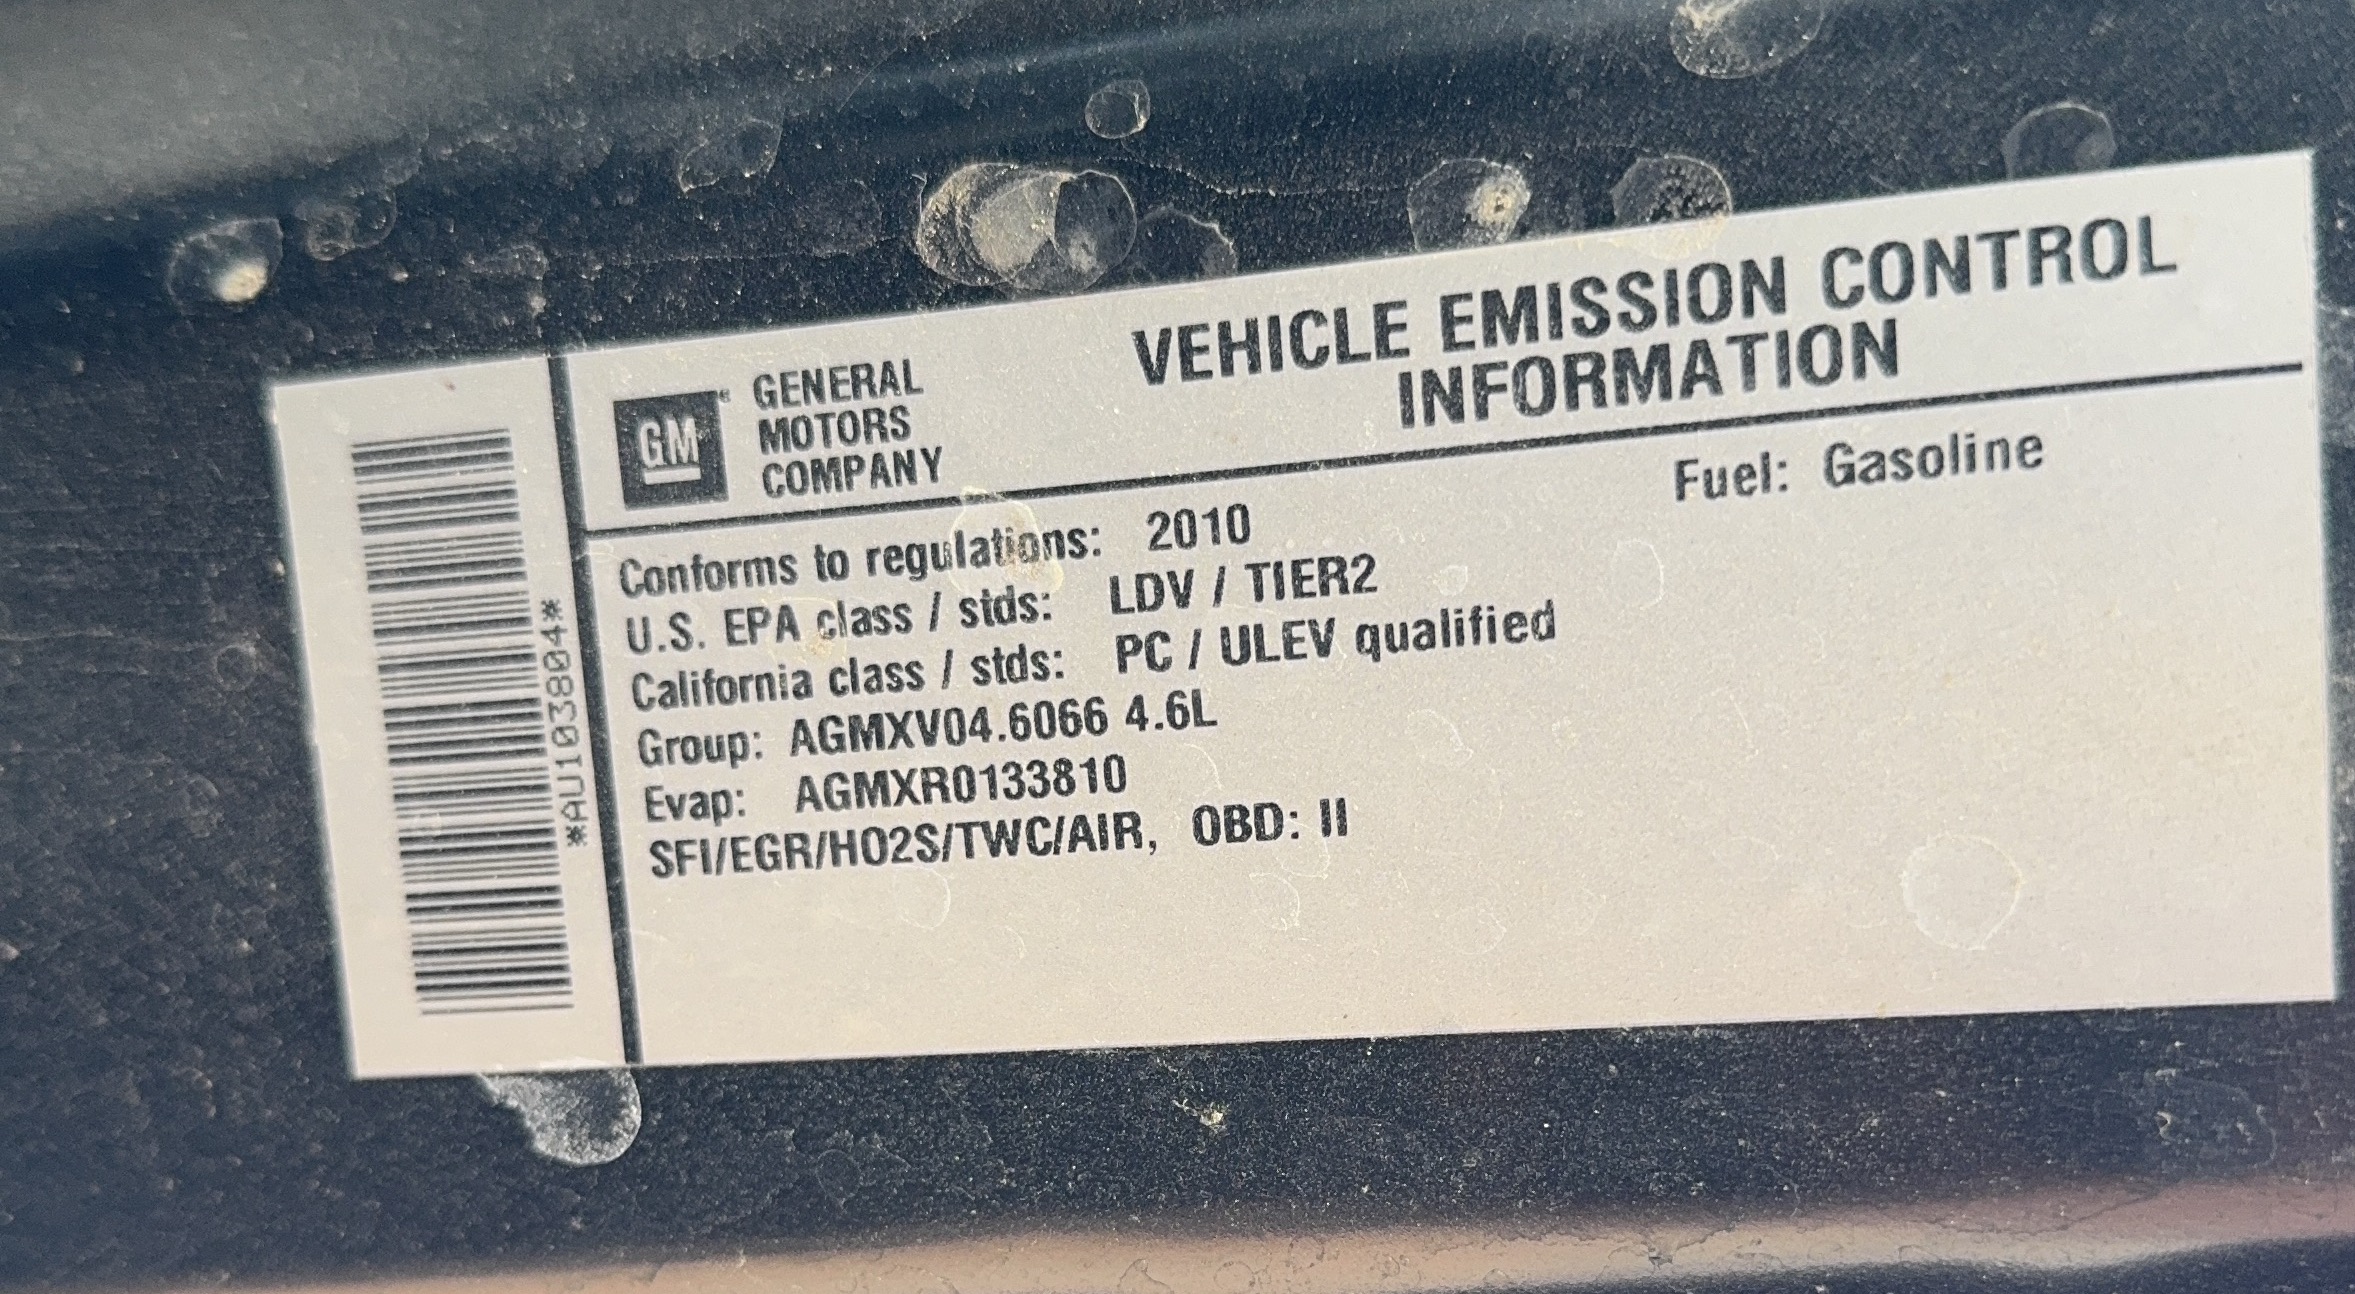 GM
GENERAL
MOTORS
COMPANY
VEHICLE EMISSION CONTROL
INFORMATION
Fuel: Gasoline
Conforms to regulations: 2010
U.S. EPA class / stds: LDV / TIER2
California class / stds: PC / ULEV qualified
Group: AGMXV04.6066 4.6L
Evap: AGMXR0133810
SFI/EGR/HO2S/TWC/AIR, OBD: II
*AU103804*